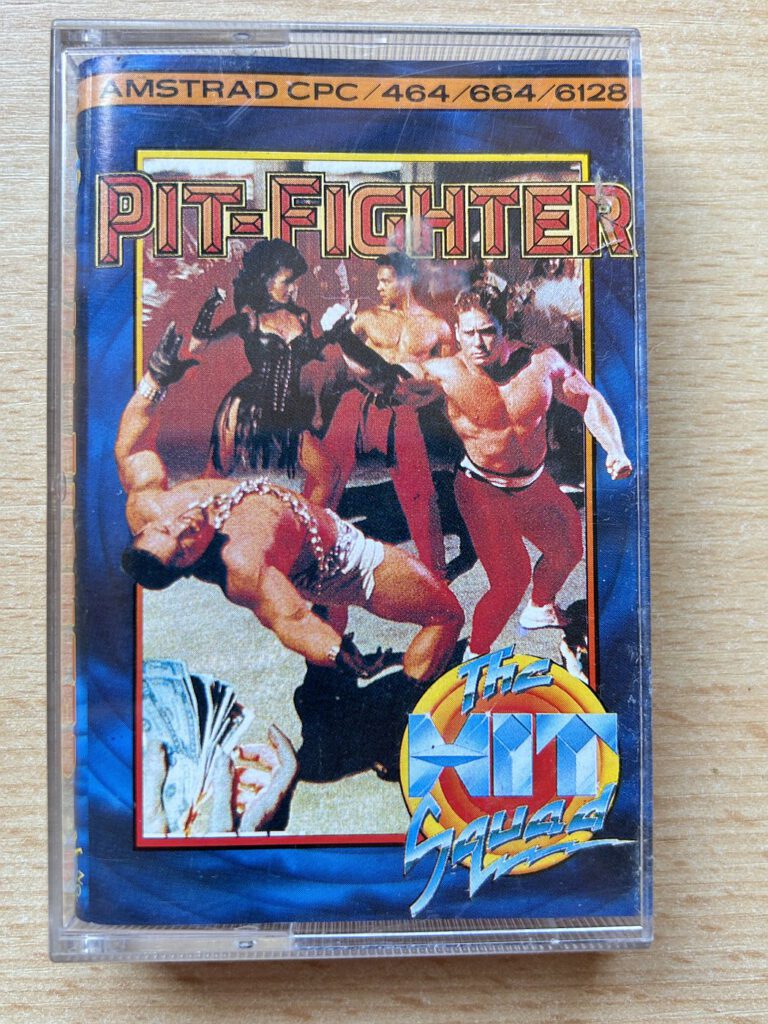 AMSTRAD CPC/464/664/6128
PIT-FIGHTER
The
HIT
Squad